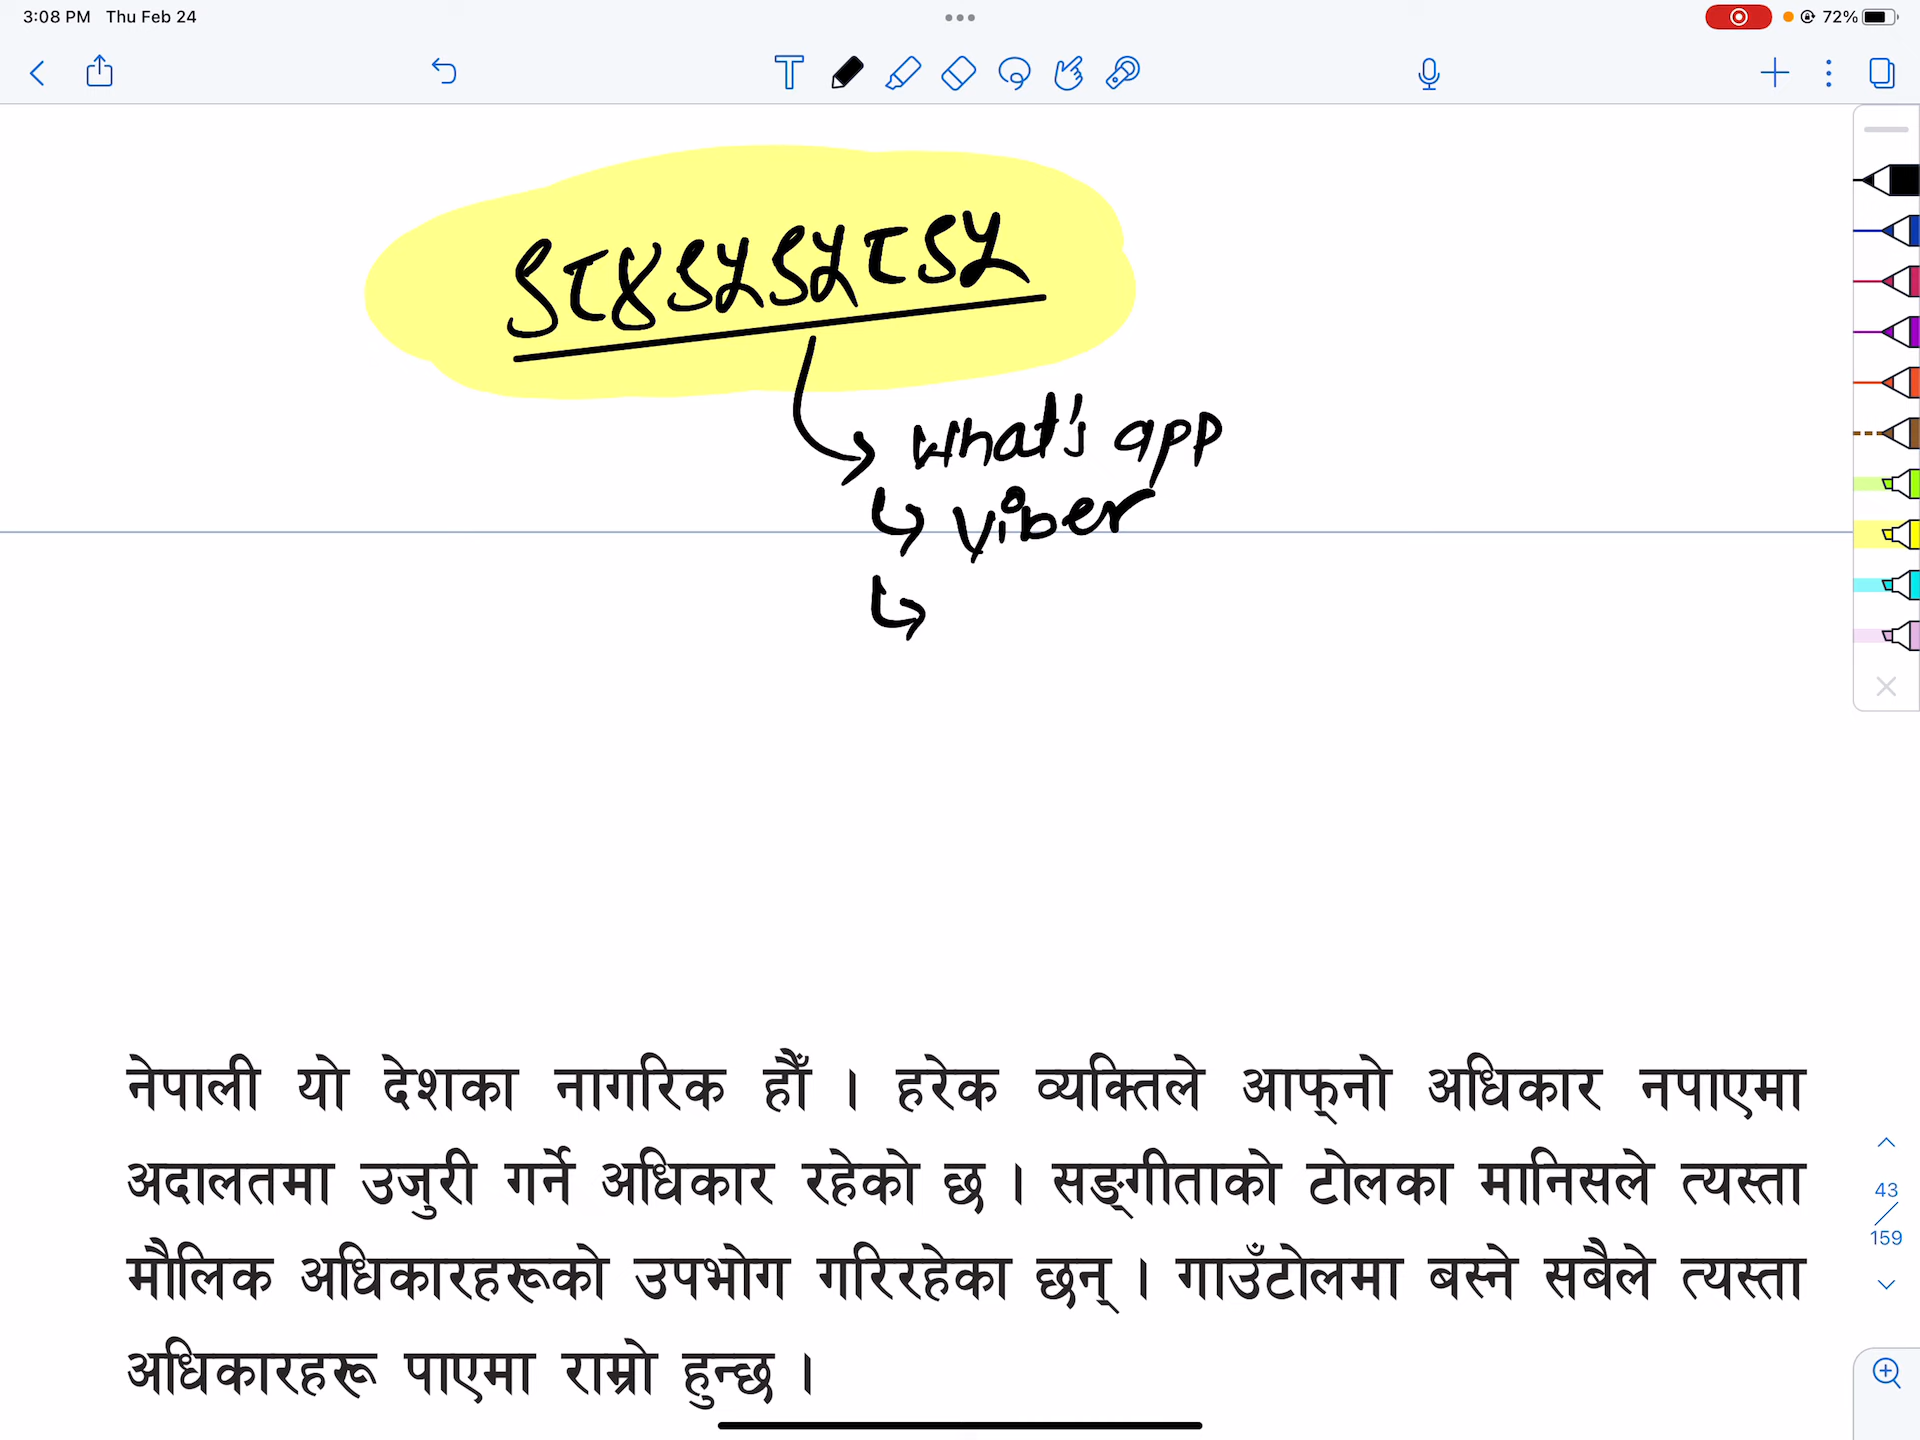 3:08 PM Thu Feb 24
72%
९८४९५९५८९५
what's app
viber
नेपाली यो देशका नागरिक हौँ । हरेक व्यक्तिले आफ्‌नो अधिकार नपाएमा
अदालतमा उजुरी गर्ने अधिकार रहेको छ । सङ्‌गीताको टोलका मानिसले त्यस्ता
मौलिक अधिकारहरूको उपभोग गरिरहेका छन् । गाउँटोलमा बस्ने सबैले त्यस्ता
अधिकारहरू पाएमा राम्रो हुन्छ ।
43
159